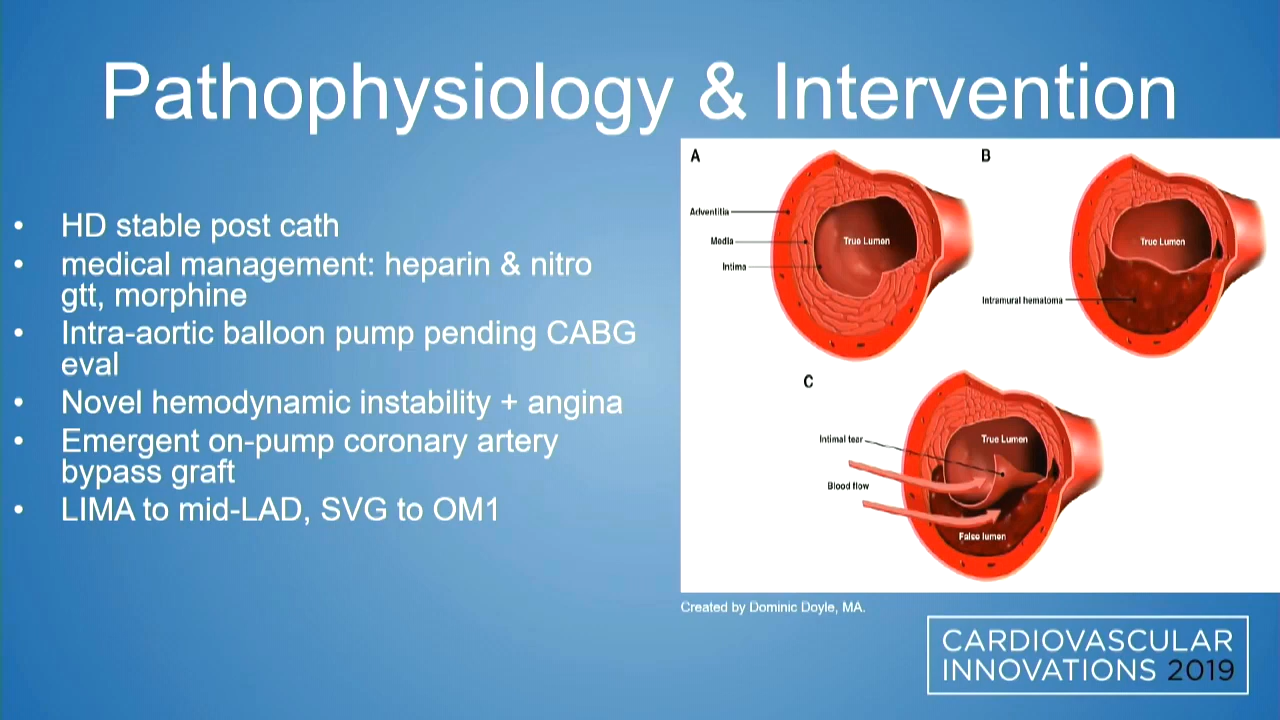 Pathophysiology & Intervention
• HD stable post cath
• medical management: heparin & nitro
gtt, morphine
• Intra-aortic balloon pump pending CABG
eval
• Novel hemodynamic instability + angina
• Emergent on-pump coronary artery
bypass graft
• LIMA to mid-LAD, SVG to OM1
A
Adventitia
Media
Intima
True Lumen
B
True Lumen
Intramural hematoma
C
Intimal tear
True Lumen
Blood flow
False lumen
Created by Dominic Doyle, MA.
CARDIOVASCULAR
INNOVATIONS 2019